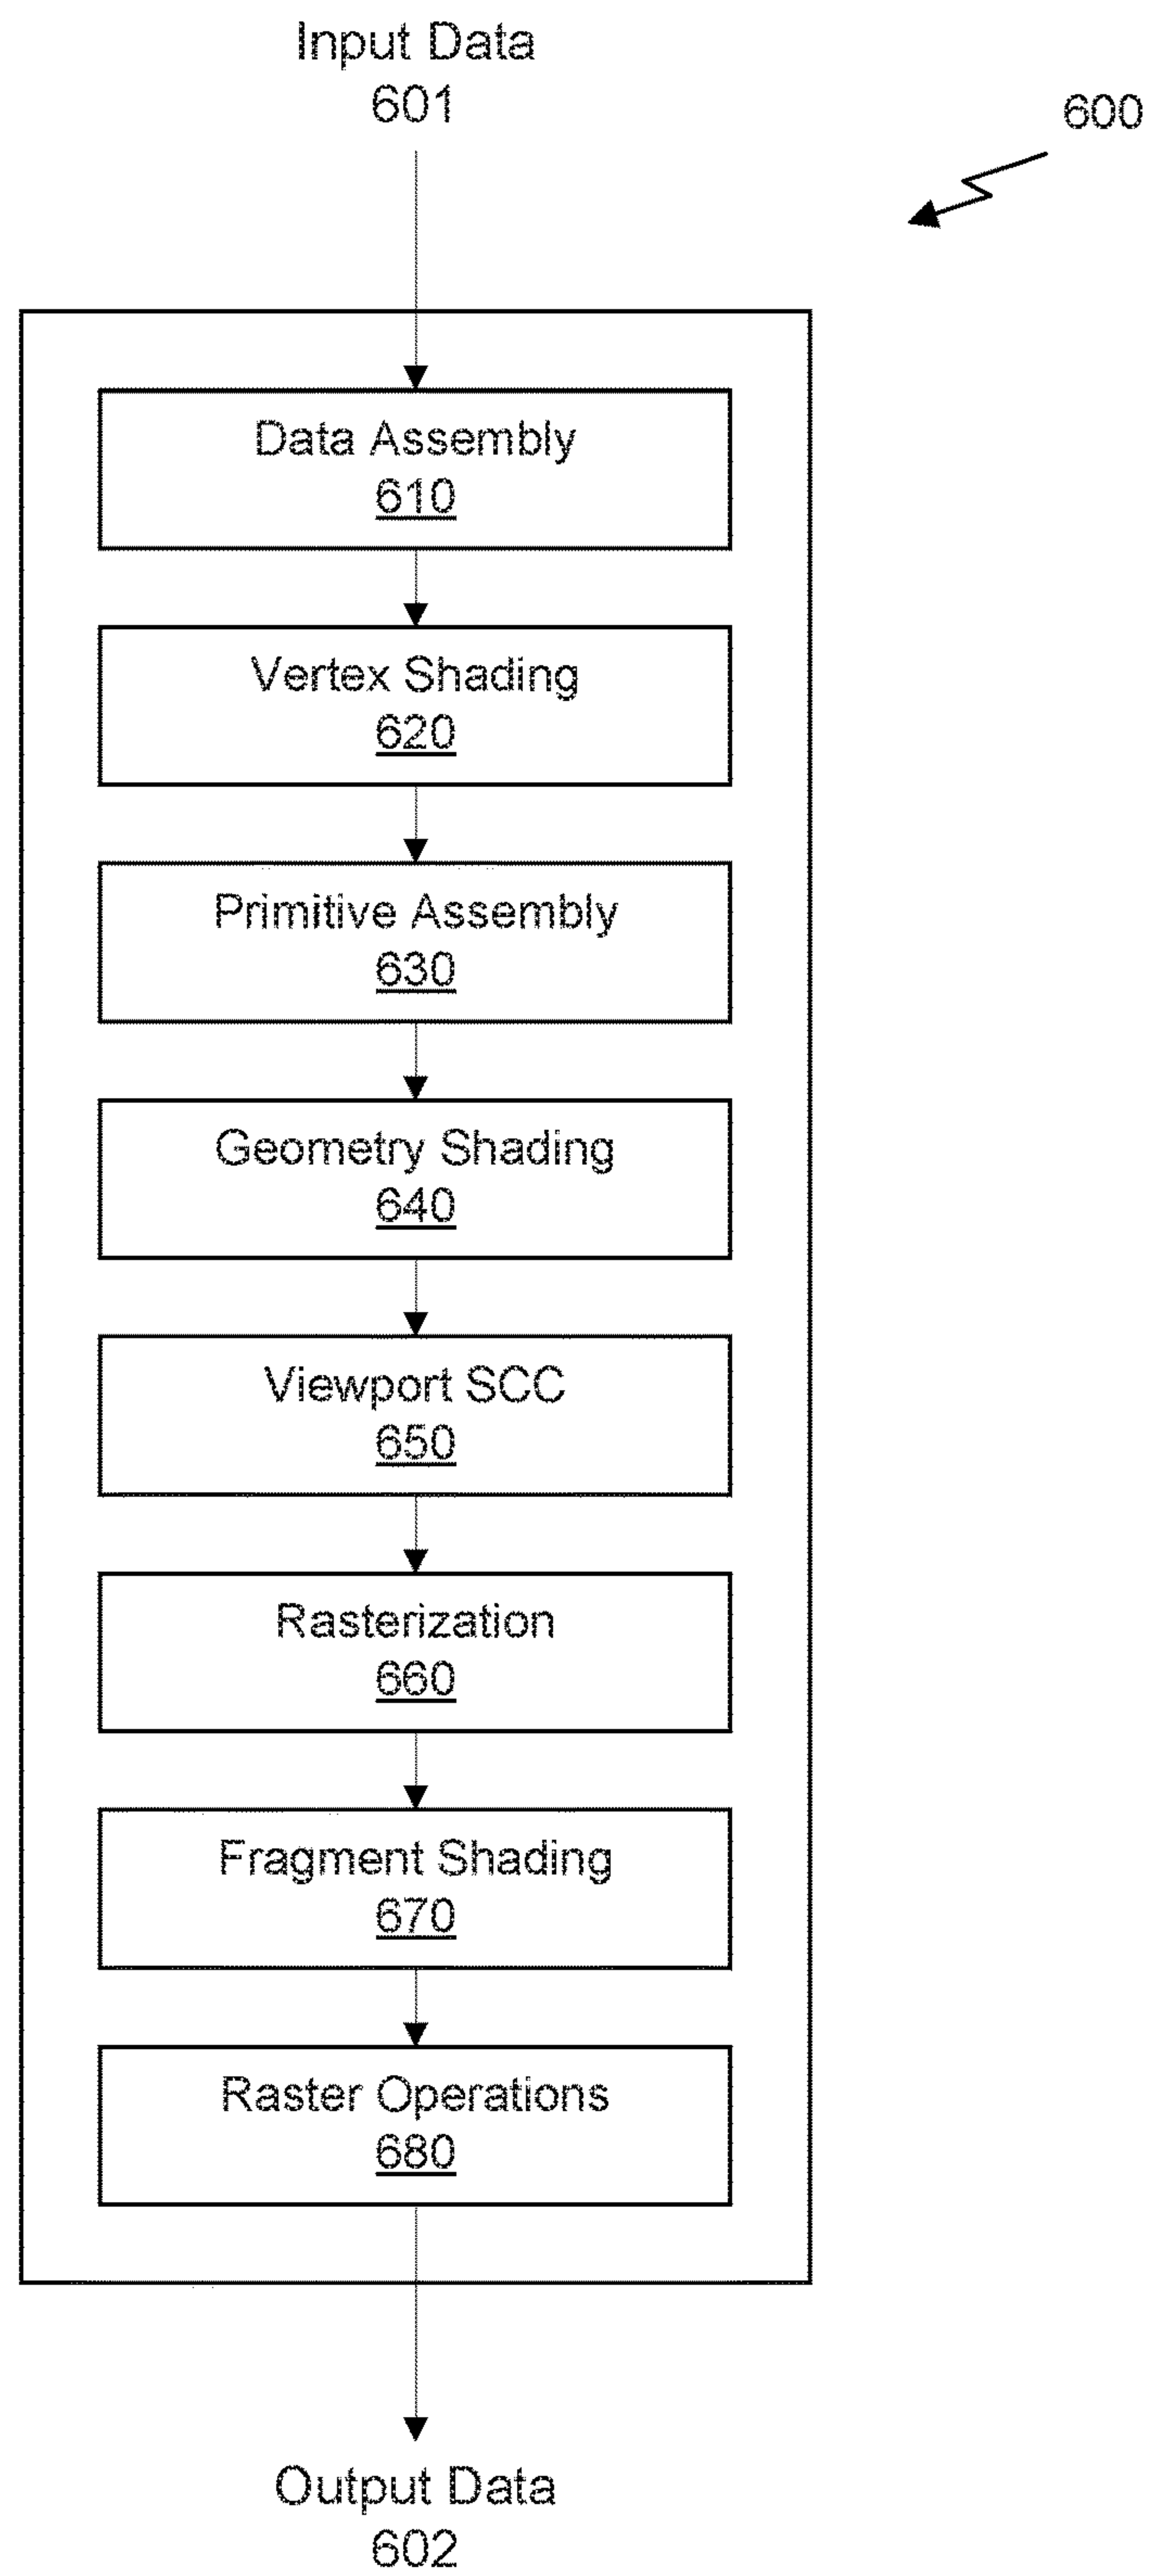 Input Data
601
600
Data Assembly
610
Vertex Shading
620
Primitive Assembly
630
Geometry Shading
640
Viewport SCC
650
Rasterization
660
Fragment Shading
670
Raster Operations
680
Output Data
602